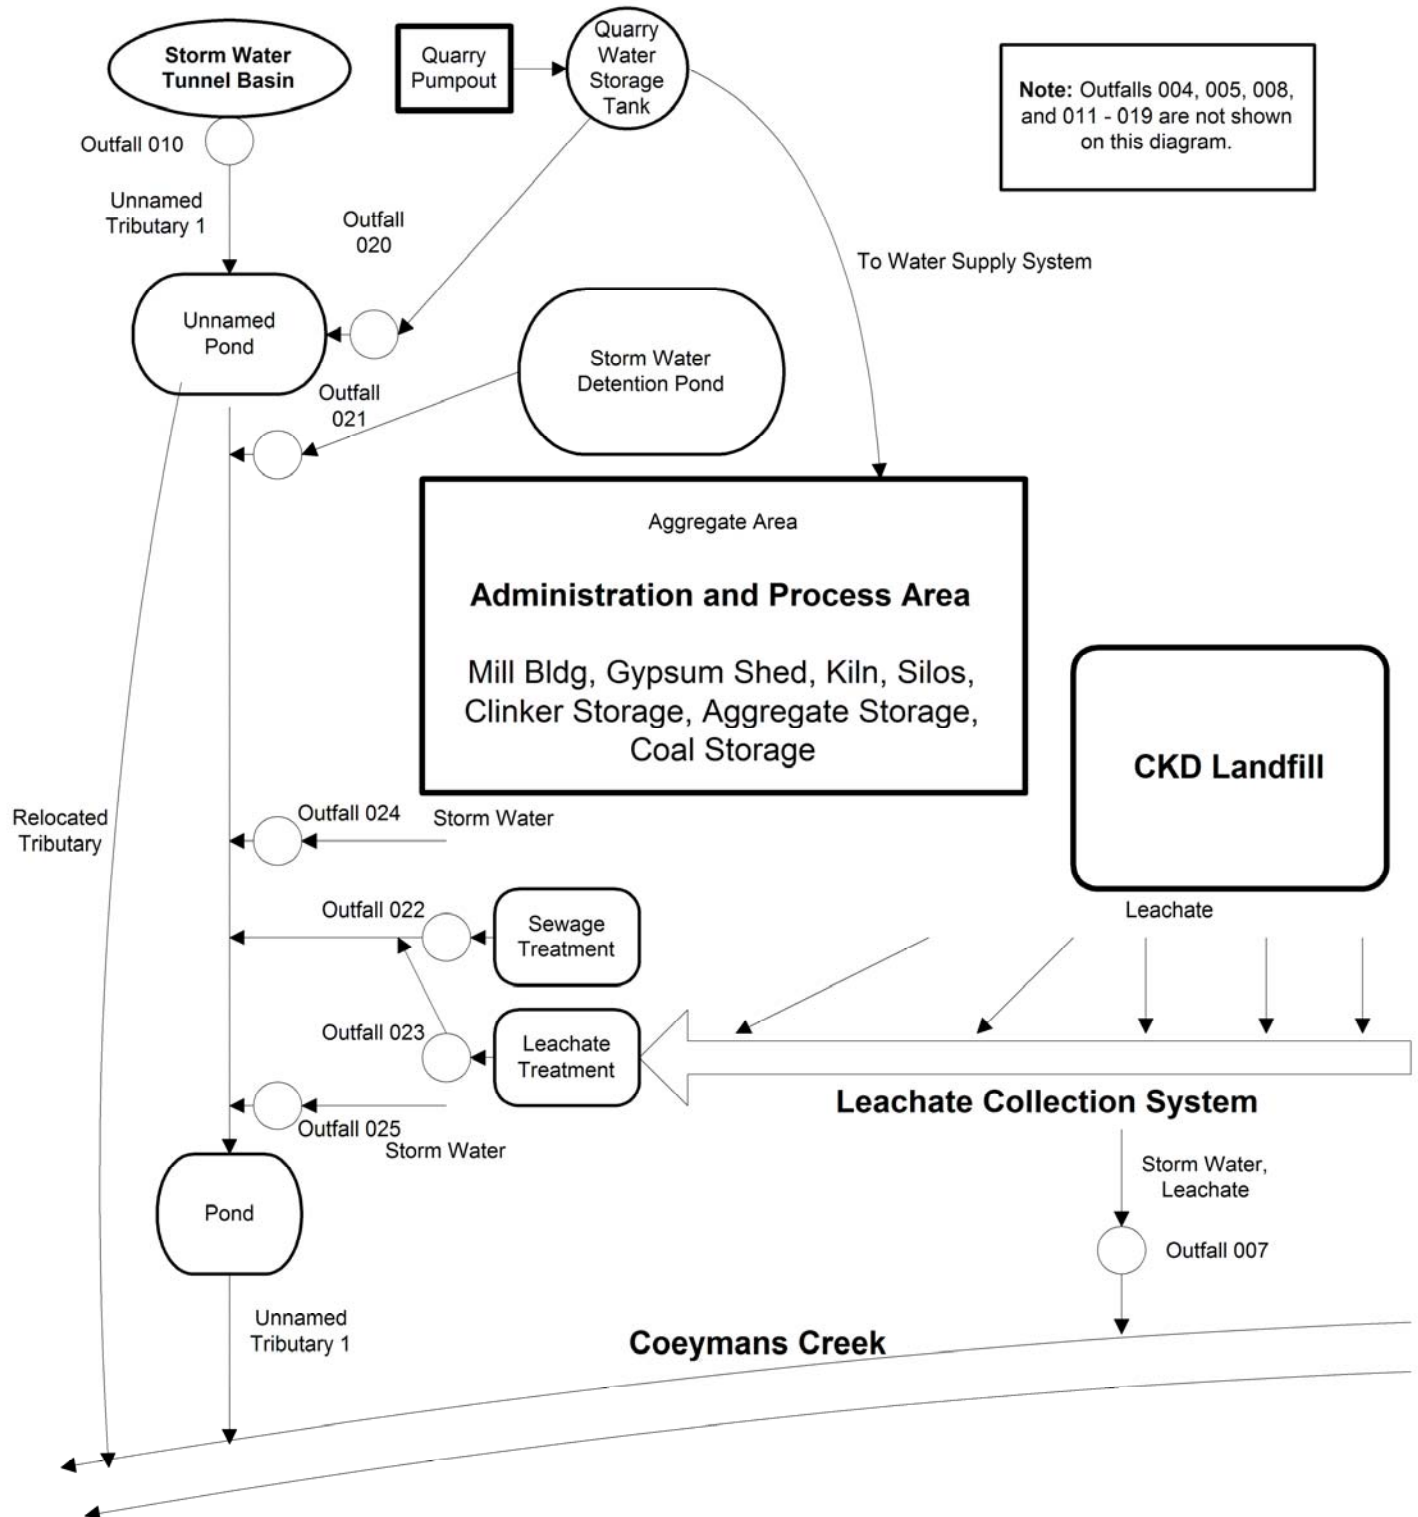 Storm Water
Tunnel Basin
Quarry
Pumpout
Quarry
Water
Storage
Tank
Note: Outfalls 004, 005, 008,
and 011 - 019 are not shown
on this diagram.
Outfall 010
Unnamed
Tributary 1
Outfall
020
To Water Supply System
Unnamed
Pond
Storm Water
Detention Pond
Outfall
021
Aggregate Area
Administration and Process Area
Mill Bldg, Gypsum Shed, Kiln, Silos,
Clinker Storage, Aggregate Storage,
Coal Storage
CKD Landfill
Relocated
Tributary
Outfall 024
Storm Water
Outfall 022
Sewage
Treatment
Leachate
Outfall 023
Leachate
Treatment
Leachate Collection System
Outfall 025
Storm Water
Storm Water,
Leachate
Pond
Outfall 007
Unnamed
Tributary 1
Coeymans Creek